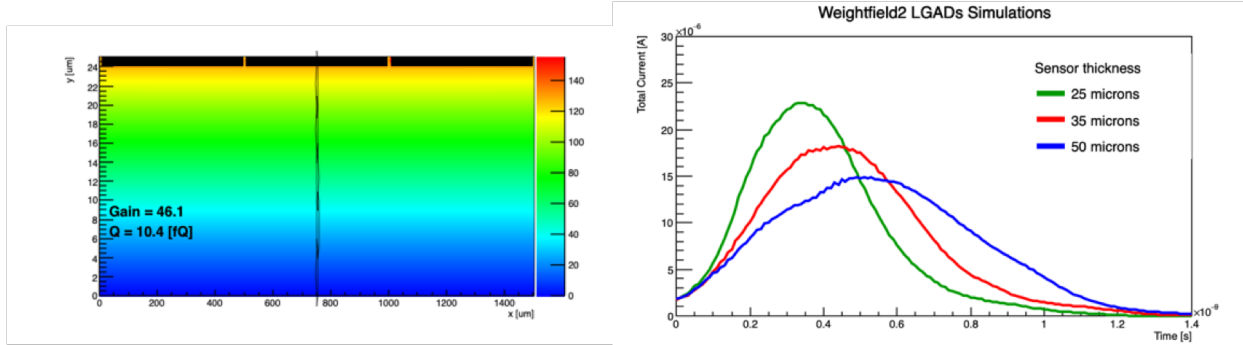 y [um]
24
22
20
18
16
14
12
10
8
6
4
2
0
Gain = 46.1
Q = 10.4 [fQ]
0 200 400 600 800 1000 1200 1400
x [um]
140
120
100
80
60
40
20
0
Weightfield2 LGADs Simulations
×10⁻⁶
Total Current [A]
30
25
20
15
10
5
0
Sensor thickness
25 microns
35 microns
50 microns
0 0.2 0.4 0.6 0.8 1 1.2 1.4
×10⁻⁹
Time [s]